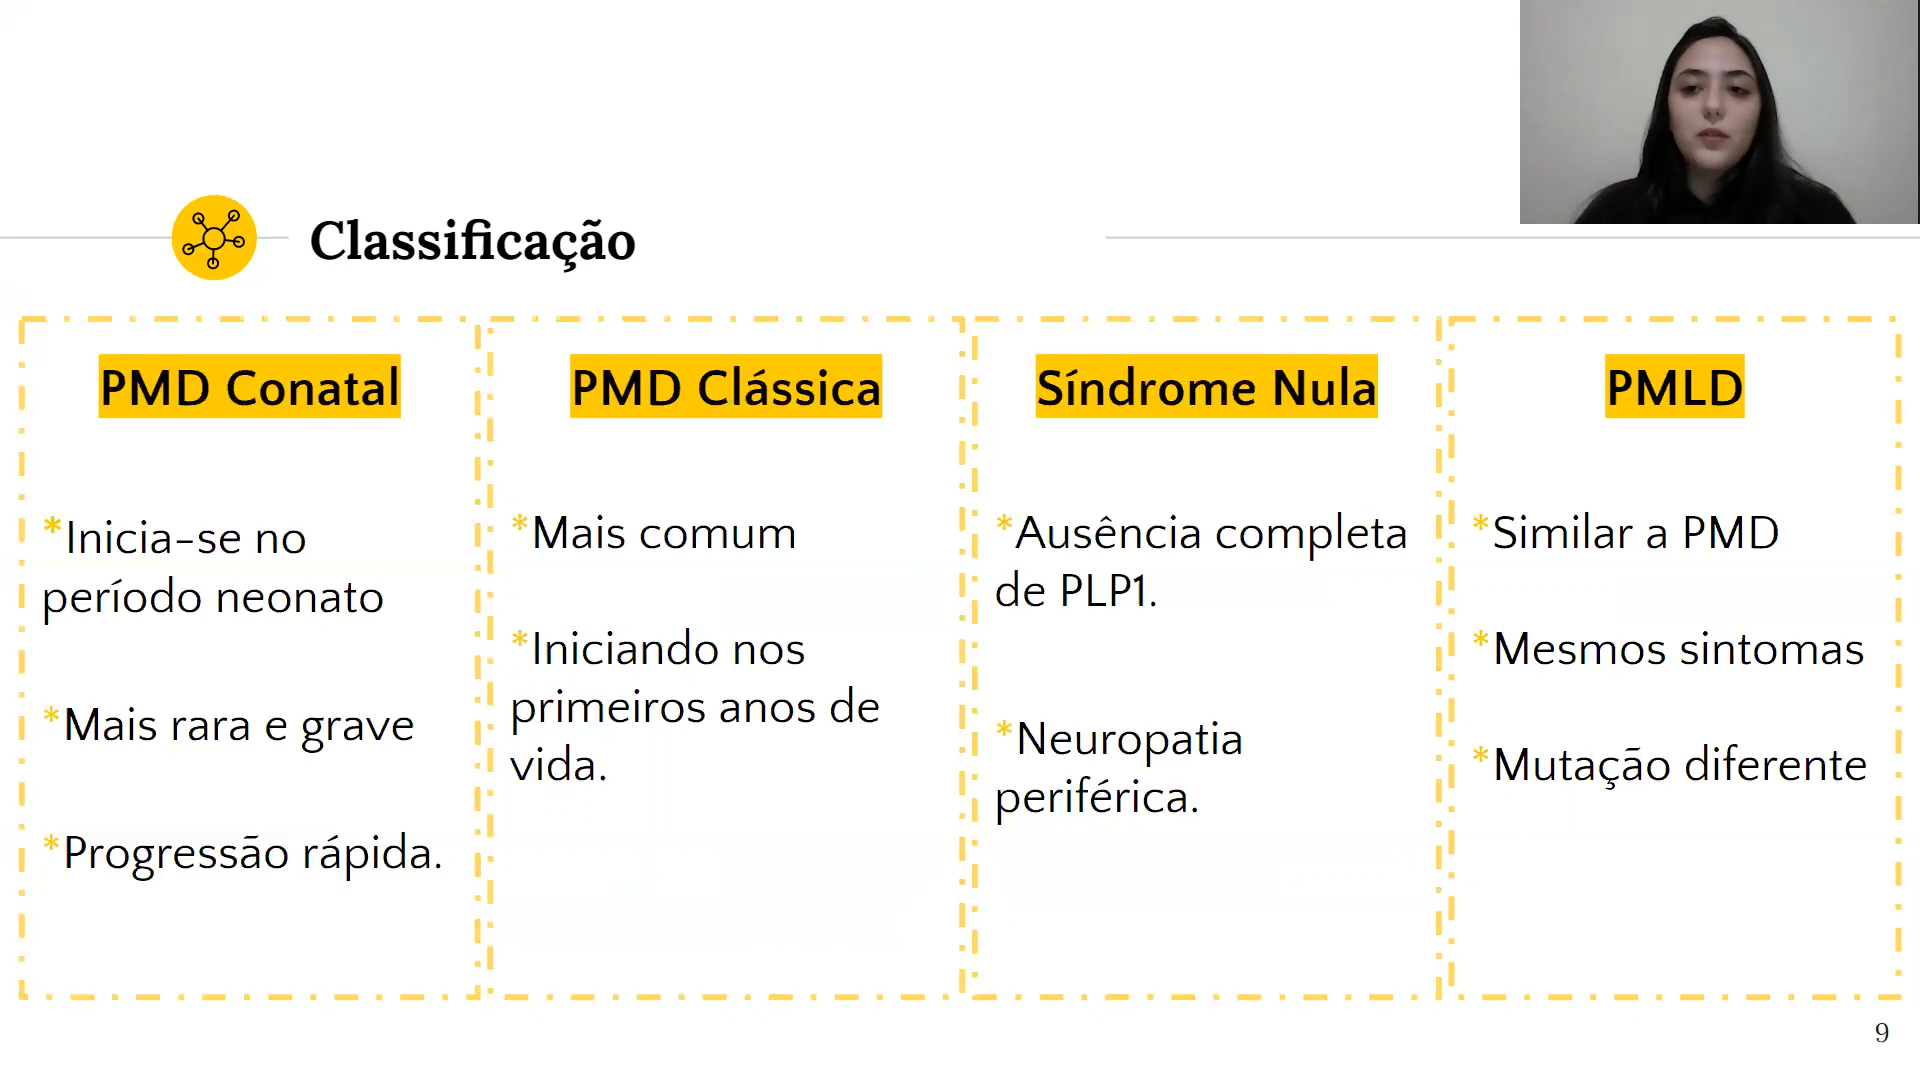 Classificação
PMD Conatal
*Inicia-se no
período neonato
*Mais rara e grave
*Progressão rápida.
PMD Clássica
*Mais comum
*Iniciando nos
primeiros anos de
vida.
Síndrome Nula
*Ausência completa
de PLP1.
*Neuropatia
periférica.
PMLD
*Similar a PMD
*Mesmos sintomas
*Mutação diferente
9